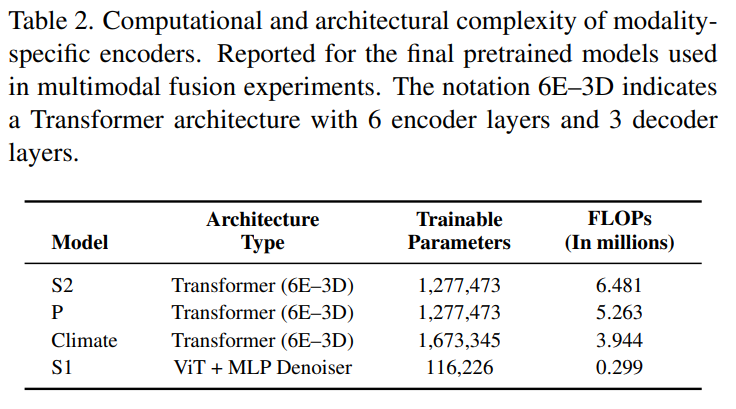 Table 2. Computational and architectural complexity of modality-
specific encoders. Reported for the final pretrained models used
in multimodal fusion experiments. The notation 6E–3D indicates
a Transformer architecture with 6 encoder layers and 3 decoder
layers.
Model Architecture Type Trainable Parameters FLOPs (In millions)
S2 Transformer (6E–3D) 1,277,473 6.481
P Transformer (6E–3D) 1,277,473 5.263
Climate Transformer (6E–3D) 1,673,345 3.944
S1 ViT + MLP Denoiser 116,226 0.299